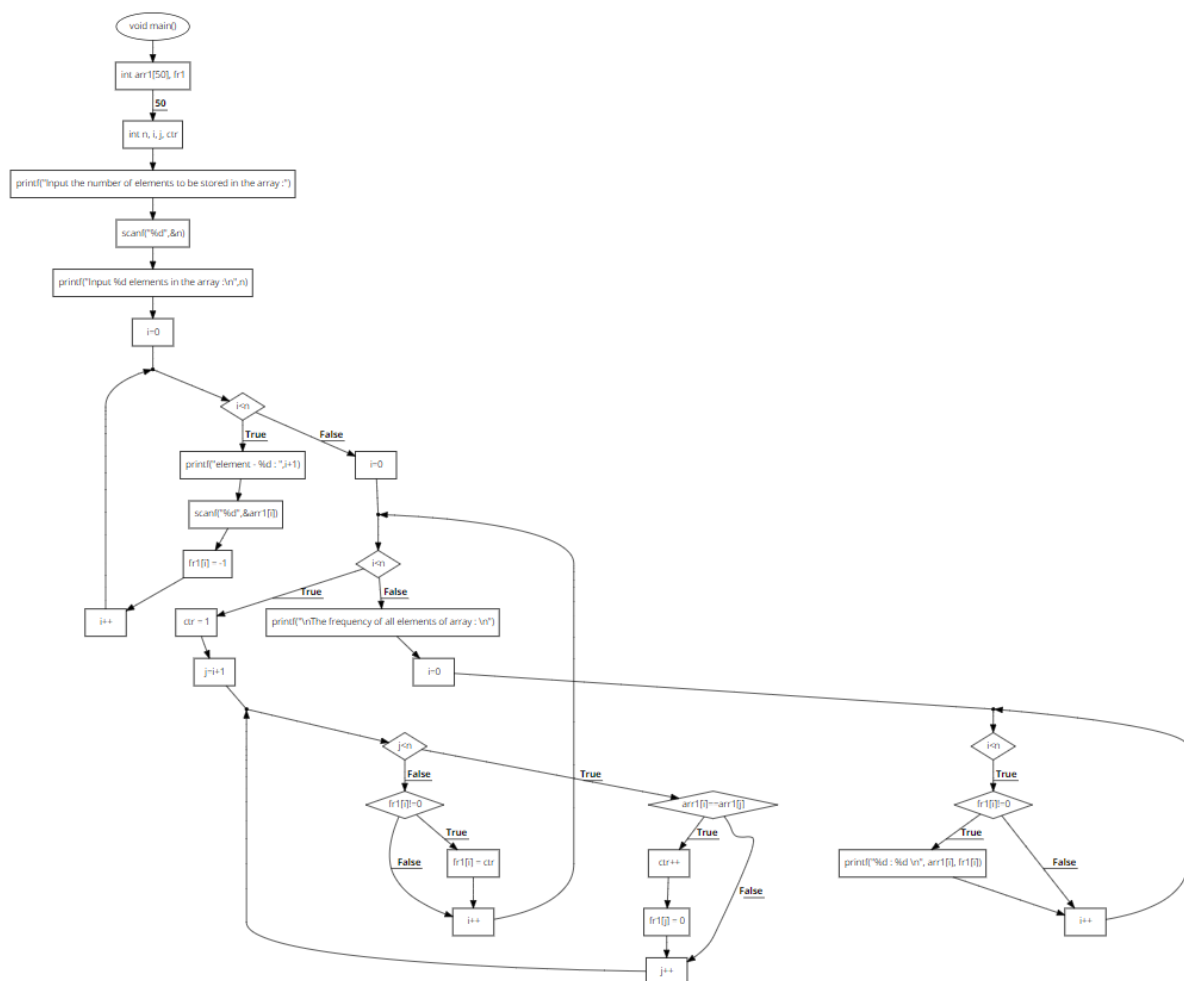 void main()
int arr1[50], fr1
50
int n, i, j, ctr
printf("Input the number of elements to be stored in the array :")
scanf("%d",&n)
printf("Input %d elements in the array :\n",n)
i=0
i<n
True
False
printf("element - %d : ",i+1)
i=0
scanf("%d",&arr1[i])
fr1[i] = -1
i<n
True
False
i++
ctr = 1
printf("\nThe frequency of all elements of array : \n")
j=i+1
i=0
j<n
i<n
False
True
True
fr1[i]!=0
arr1[i]==arr1[j]
fr1[i]!=0
True
True
True
False
fr1[i] = ctr
ctr++
printf("%d : %d \n", arr1[i], fr1[i])
False
False
i++
fr1[j] = 0
i++
j++